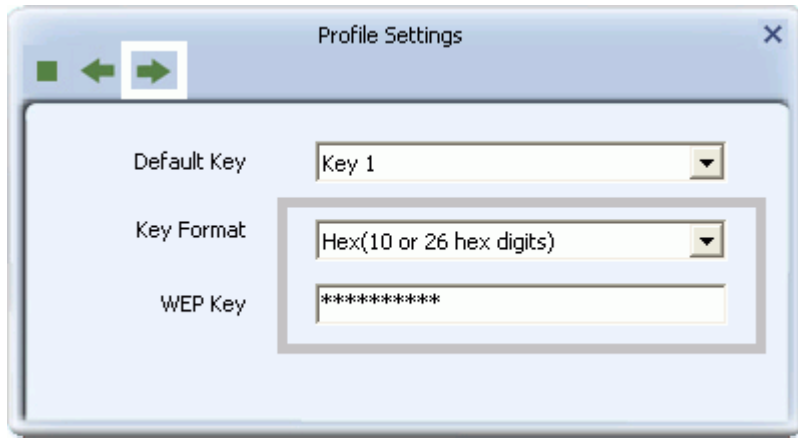 Profile Settings
Default Key
Key 1
Key Format
Hex(10 or 26 hex digits)
WEP Key
**********